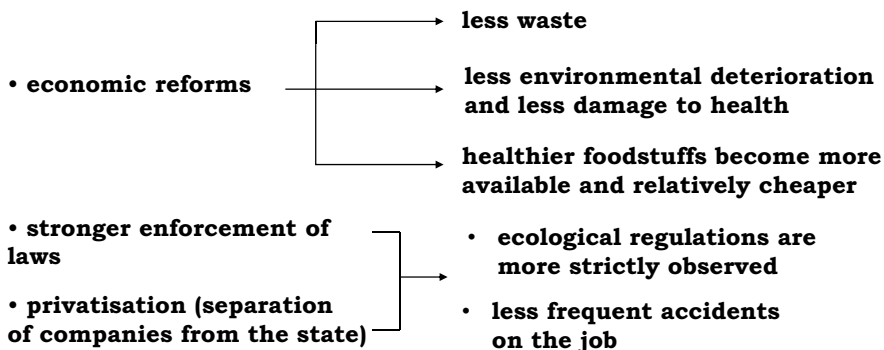 less waste
• economic reforms
less environmental deterioration
and less damage to health
healthier foodstuffs become more
available and relatively cheaper
• stronger enforcement of
laws
• privatisation (separation
of companies from the state)
• ecological regulations are
more strictly observed
• less frequent accidents
on the job